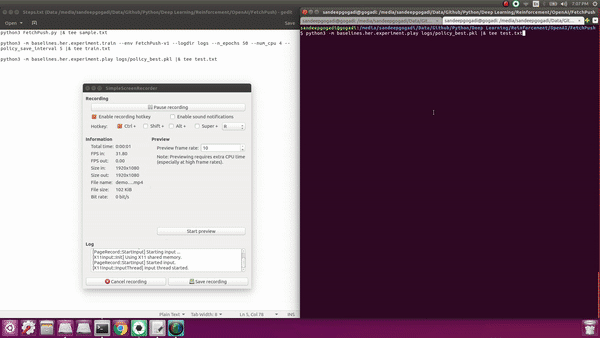 Steps.txt (Data /media/sandeepgogadi/Data/Github/Python/Deep Learning/Reinforcement/OpenAI/FetchPush) - gedit
Open
Save
python3 FetchPush.py |& tee sample.txt
python3 -m baselines.her.experiment.train --env FetchPush-v1 --logdir logs --n_epochs 50 --num_cpu 4 --
policy_save_interval 5 |& tee train.txt
python3 -m baselines.her.experiment.play logs/policy_best.pkl |& tee test.txt
SimpleScreenRecorder
Recording
Pause recording
Enable recording hotkey
Enable sound notifications
Hotkey:
Ctrl +
Shift +
Alt +
Super +
R
Information
Total time: 0:00:01
FPS in: 31.80
FPS out: 0.00
Size in: 1920x1080
Size out: 1920x1080
File name: demo....mp4
File size: 102 KiB
Bit rate: 0 bit/s
Preview
Preview frame rate: 10
Note: Previewing requires extra CPU time
(especially at high frame rates).
Start preview
Log
[PageRecord::StartInput] Starting input ...
[X11Input::Init] Using X11 shared memory.
[PageRecord::StartInput] Started input.
[X11Input::InputThread] Input thread started.
Cancel recording
Save recording
Plain Text
Tab Width: 8
Ln 5, Col 78
INS
7:07 PM
sandeepgogadi@gogadi: /media/sandeepgogadi/Data/Github/Python/Deep Learning/Reinforcement/OpenAI/FetchPush
sandeepgogadi@gogadi: /media/sandeepgogadi/Data/Git...
sandeepgogadi@gogadi: /media/sandeepgogadi/Data/Git...
sandeepgogadi@gogadi:/media/sandeepgogadi/Data/Github/Python/Deep Learning/Reinforcement/OpenAI/FetchPush
$ python3 -m baselines.her.experiment.play logs/policy_best.pkl |& tee test.txt